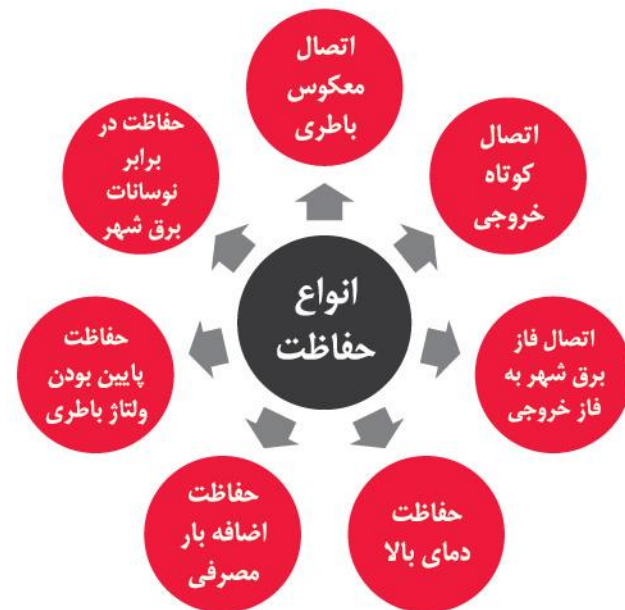 انواع
حفاظت
اتصال
معکوس
باطری
اتصال
کوتاه
خروجی
اتصال فاز
برق شهر به
فاز خروجی
حفاظت
دمای بالا
حفاظت
اضافه بار
مصرفی
حفاظت
پایین بودن
ولتاژ باطری
حفاظت در
برابر
نوسانات
برق شهر